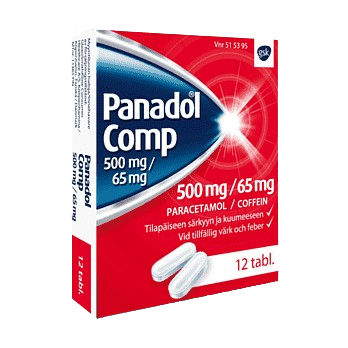 Vnr 51 53 95
gsk
Panadol
Comp
500 mg/
65 mg
500 mg/65 mg
PARACETAMOL / COFFEIN
Tilapäiseen särkyyn ja kuumeeseen ✓
Vid tillfällig värk och feber ✓
12 tabl.
Panadol
Comp
500 mg/65 mg
12 tabl.